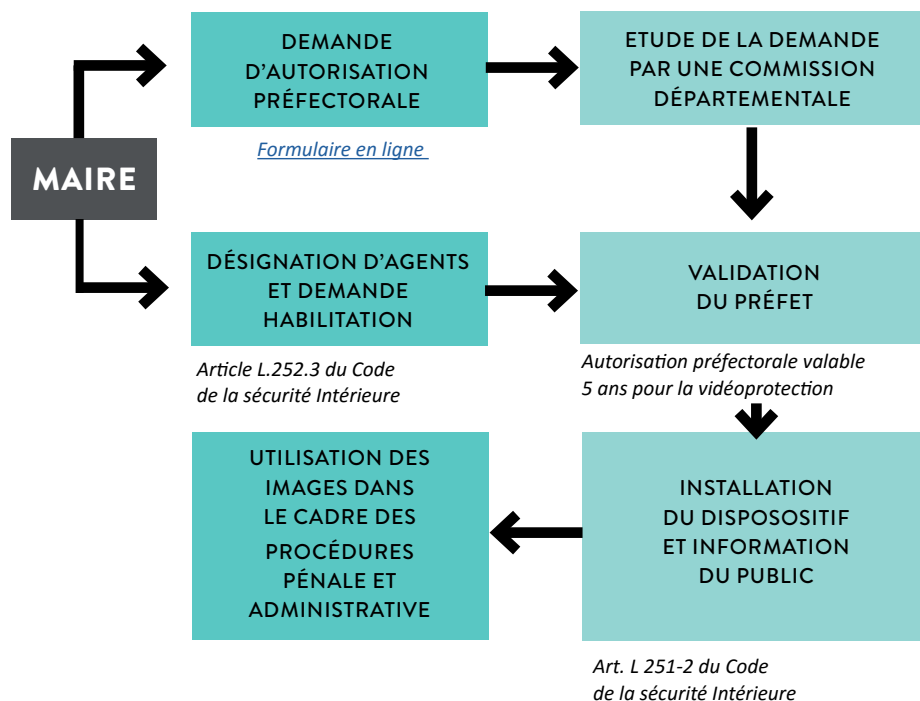 MAIRE
DEMANDE
D'AUTORISATION
PRÉFECTORALE
Formulaire en ligne
ETUDE DE LA DEMANDE
PAR UNE COMMISSION
DÉPARTEMENTALE
DÉSIGNATION D'AGENTS
ET DEMANDE
HABILITATION
Article L.252.3 du Code
de la sécurité Intérieure
VALIDATION
DU PRÉFET
Autorisation préfectorale valable
5 ans pour la vidéoprotection
INSTALLATION
DU DISPOSOSITIF
ET INFORMATION
DU PUBLIC
Art. L 251-2 du Code
de la sécurité Intérieure
UTILISATION DES
IMAGES DANS
LE CADRE DES
PROCÉDURES
PÉNALE ET
ADMINISTRATIVE